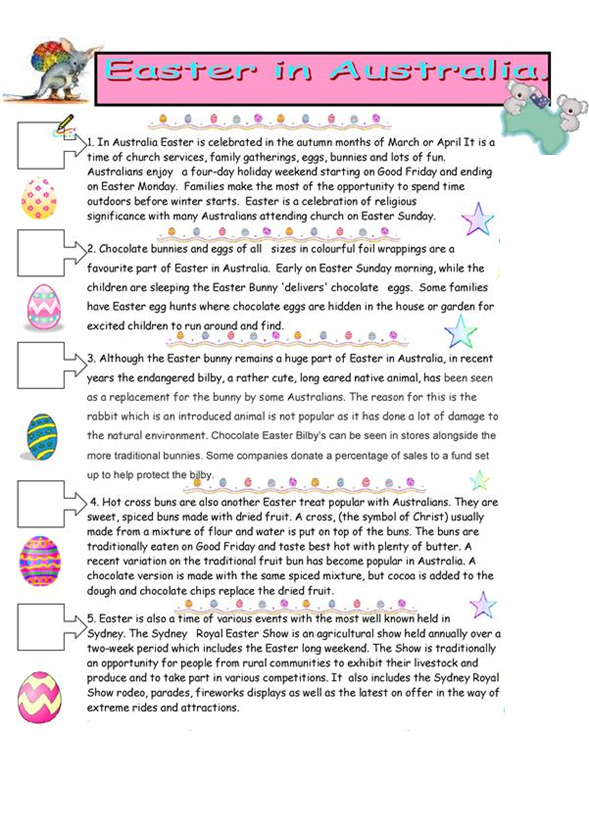 Easter in Australia.
1. In Australia Easter is celebrated in the autumn months of March or April It is a
time of church services, family gatherings, eggs, bunnies and lots of fun.
Australians enjoy a four-day holiday weekend starting on Good Friday and ending
on Easter Monday. Families make the most of the opportunity to spend time
outdoors before winter starts. Easter is a celebration of religious
significance with many Australians attending church on Easter Sunday.
2. Chocolate bunnies and eggs of all sizes in colourful foil wrappings are a
favourite part of Easter in Australia. Early on Easter Sunday morning, while the
children are sleeping the Easter Bunny 'delivers' chocolate eggs. Some families
have Easter egg hunts where chocolate eggs are hidden in the house or garden for
excited children to run around and find.
3. Although the Easter bunny remains a huge part of Easter in Australia, in recent
years the endangered bilby, a rather cute, long eared native animal, has been seen
as a replacement for the bunny by some Australians. The reason for this is the
rabbit which is an introduced animal is not popular as it has done a lot of damage to
the natural environment. Chocolate Easter Bilby's can be seen in stores alongside the
more traditional bunnies. Some companies donate a percentage of sales to a fund set
up to help protect the bilby.
4. Hot cross buns are also another Easter treat popular with Australians. They are
sweet, spiced buns made with dried fruit. A cross, (the symbol of Christ) usually
made from a mixture of flour and water is put on top of the buns. The buns are
traditionally eaten on Good Friday and taste best hot with plenty of butter. A
recent variation on the traditional fruit bun has become popular in Australia. A
chocolate version is made with the same spiced mixture, but cocoa is added to the
dough and chocolate chips replace the dried fruit.
5. Easter is also a time of various events with the most well known held in
Sydney. The Sydney Royal Easter Show is an agricultural show held annually over a
two-week period which includes the Easter long weekend. The Show is traditionally
an opportunity for people from rural communities to exhibit their livestock and
produce and to take part in various competitions. It also includes the Sydney Royal
Show rodeo, parades, fireworks displays as well as the latest on offer in the way of
extreme rides and attractions.